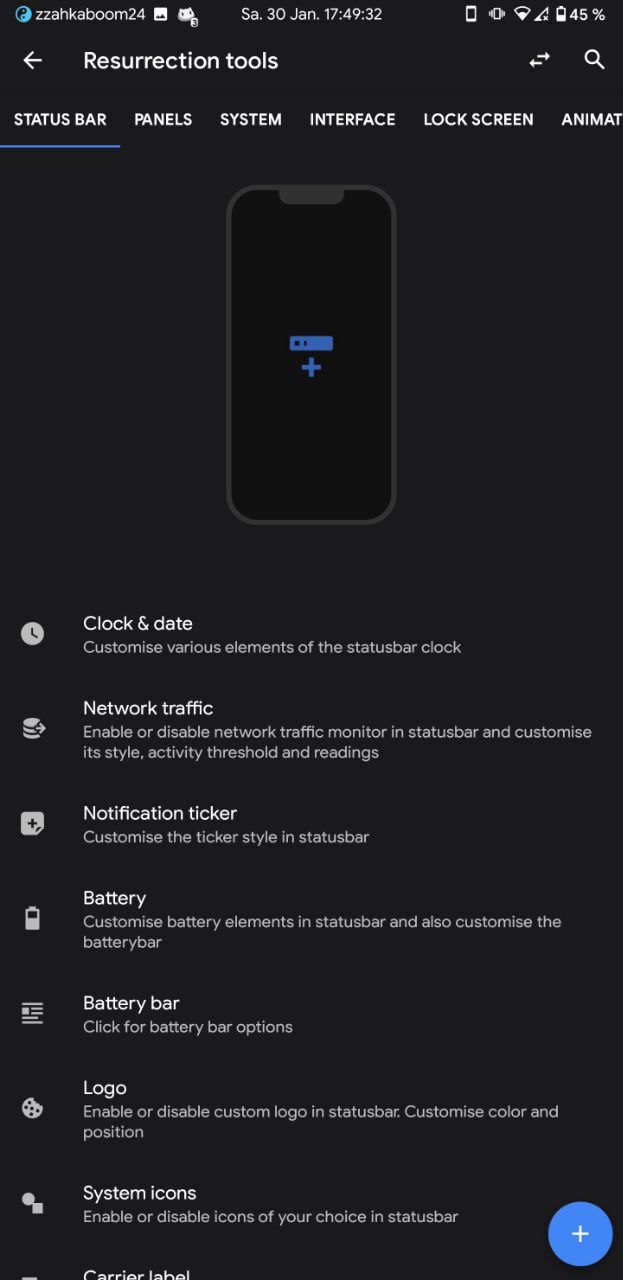 zzahkaboom24 3 Sa. 30 Jan. 17:49:32 45 %
Resurrection tools
STATUS BAR PANELS SYSTEM INTERFACE LOCK SCREEN ANIMAT
Clock & date
Customise various elements of the statusbar clock
Network traffic
Enable or disable network traffic monitor in statusbar and customise
its style, activity threshold and readings
Notification ticker
Customise the ticker style in statusbar
Battery
Customise battery elements in statusbar and also customise the
batterybar
Battery bar
Click for battery bar options
Logo
Enable or disable custom logo in statusbar. Customise color and
position
System icons
Enable or disable icons of your choice in statusbar
Carrier label